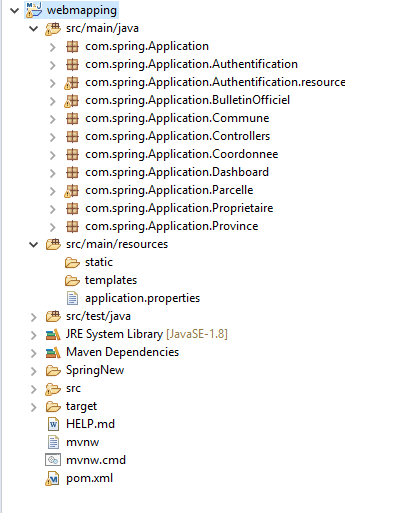 webmapping
src/main/java
com.spring.Application
com.spring.Application.Authentification
com.spring.Application.Authentification.resource
com.spring.Application.BulletinOfficiel
com.spring.Application.Commune
com.spring.Application.Controllers
com.spring.Application.Coordonnee
com.spring.Application.Dashboard
com.spring.Application.Parcelle
com.spring.Application.Proprietaire
com.spring.Application.Province
src/main/resources
static
templates
application.properties
src/test/java
JRE System Library [JavaSE-1.8]
Maven Dependencies
SpringNew
src
target
HELP.md
mvnw
mvnw.cmd
pom.xml